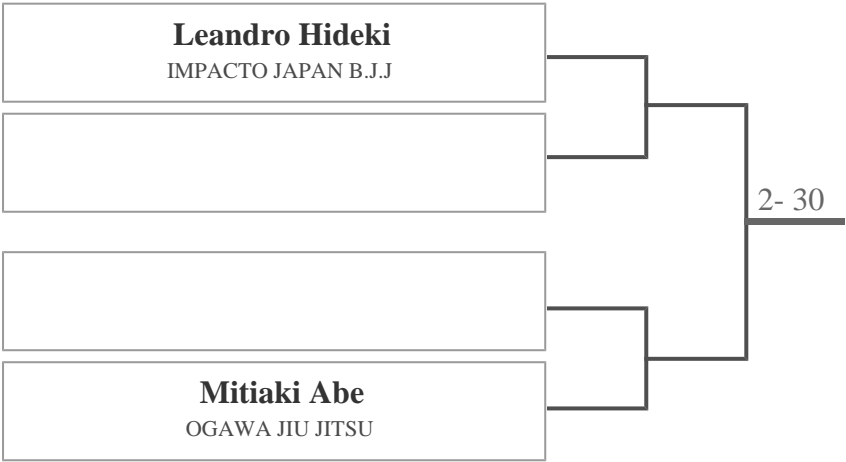 Leandro Hideki
IMPACTO JAPAN B.J.J
2- 30
Mitiaki Abe
OGAWA JIU JITSU